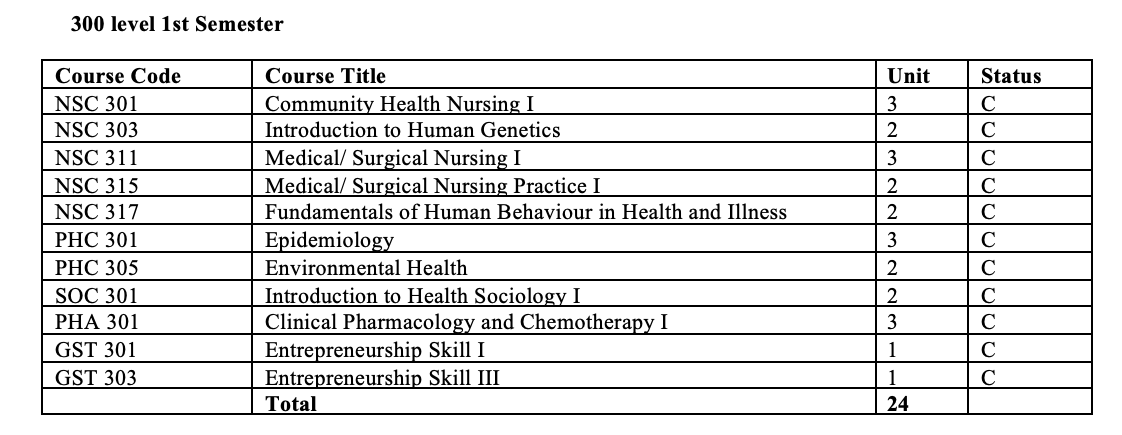 300 level 1st Semester
Course Code Course Title Unit Status
NSC 301 Community Health Nursing I 3 C
NSC 303 Introduction to Human Genetics 2 C
NSC 311 Medical/ Surgical Nursing I 3 C
NSC 315 Medical/ Surgical Nursing Practice I 2 C
NSC 317 Fundamentals of Human Behaviour in Health and Illness 2 C
PHC 301 Epidemiology 3 C
PHC 305 Environmental Health 2 C
SOC 301 Introduction to Health Sociology I 2 C
PHA 301 Clinical Pharmacology and Chemotherapy I 3 C
GST 301 Entrepreneurship Skill I 1 C
GST 303 Entrepreneurship Skill III 1 C
Total 24